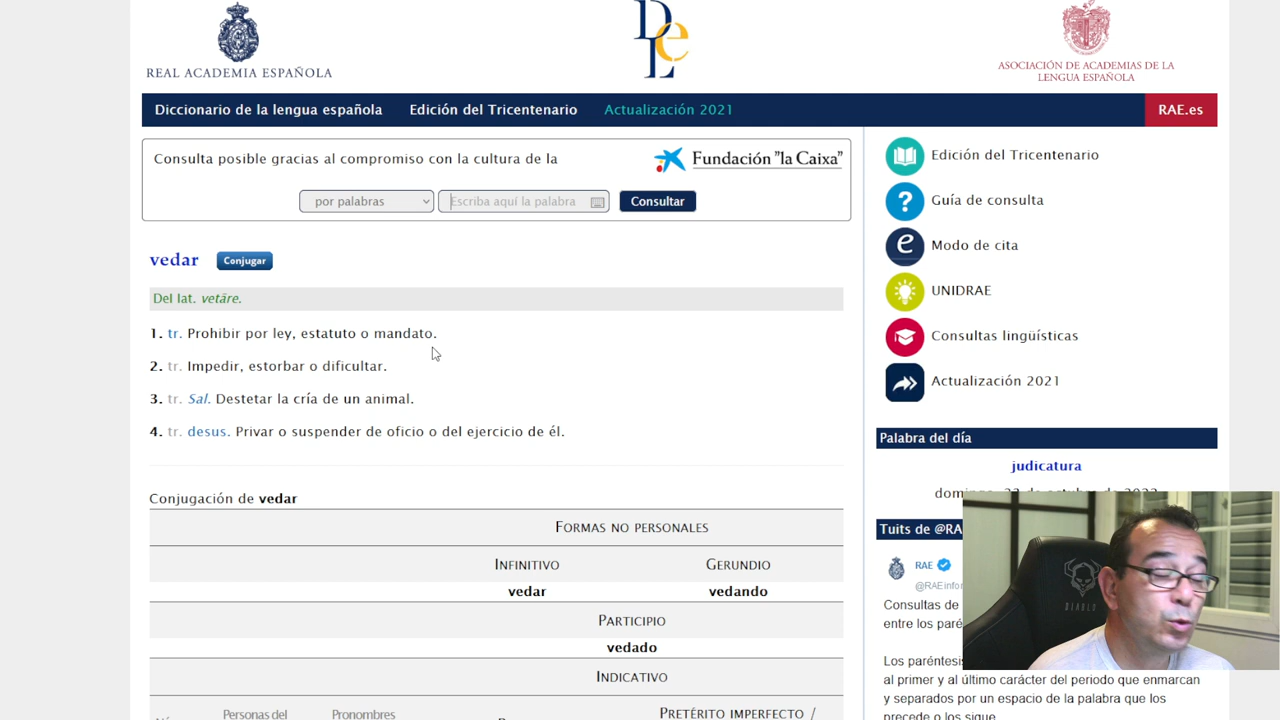 REAL ACADEMIA ESPAÑOLA
DLe
ASOCIACIÓN DE ACADEMIAS DE LA
LENGUA ESPAÑOLA
Diccionario de la lengua española Edición del Tricentenario Actualización 2021 RAE.es
Consulta posible gracias al compromiso con la cultura de la
Fundación "la Caixa"
por palabras Escriba aquí la palabra Consultar
vedar Conjugar
Del lat. vetāre.
1. tr. Prohibir por ley, estatuto o mandato.
2. tr. Impedir, estorbar o dificultar.
3. tr. Sal. Destetar la cría de un animal.
4. tr. desus. Privar o suspender de oficio o del ejercicio de él.
Conjugación de vedar
FORMAS NO PERSONALES
INFINITIVO GERUNDIO
vedar vedando
PARTICIPIO
vedado
INDICATIVO
Personas del Pronombres
PRETÉRITO IMPERFECTO /
Edición del Tricentenario
Guía de consulta
Modo de cita
UNIDRAE
Consultas lingüísticas
Actualización 2021
Palabra del día
judicatura
Tuits de @RA
RAE
@RAEinfor
Consultas de
entre los paré
Los paréntesis
al primer y al último carácter del periodo que enmarcan
y separados por un espacio de la palabra que los
precede o los sigue
DIABLO